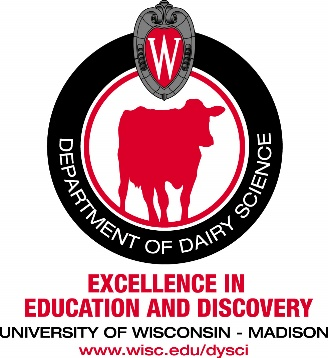 W
DEPARTMENT OF DAIRY SCIENCE
EXCELLENCE IN
EDUCATION AND DISCOVERY
UNIVERSITY OF WISCONSIN - MADISON
www.wisc.edu/dysci